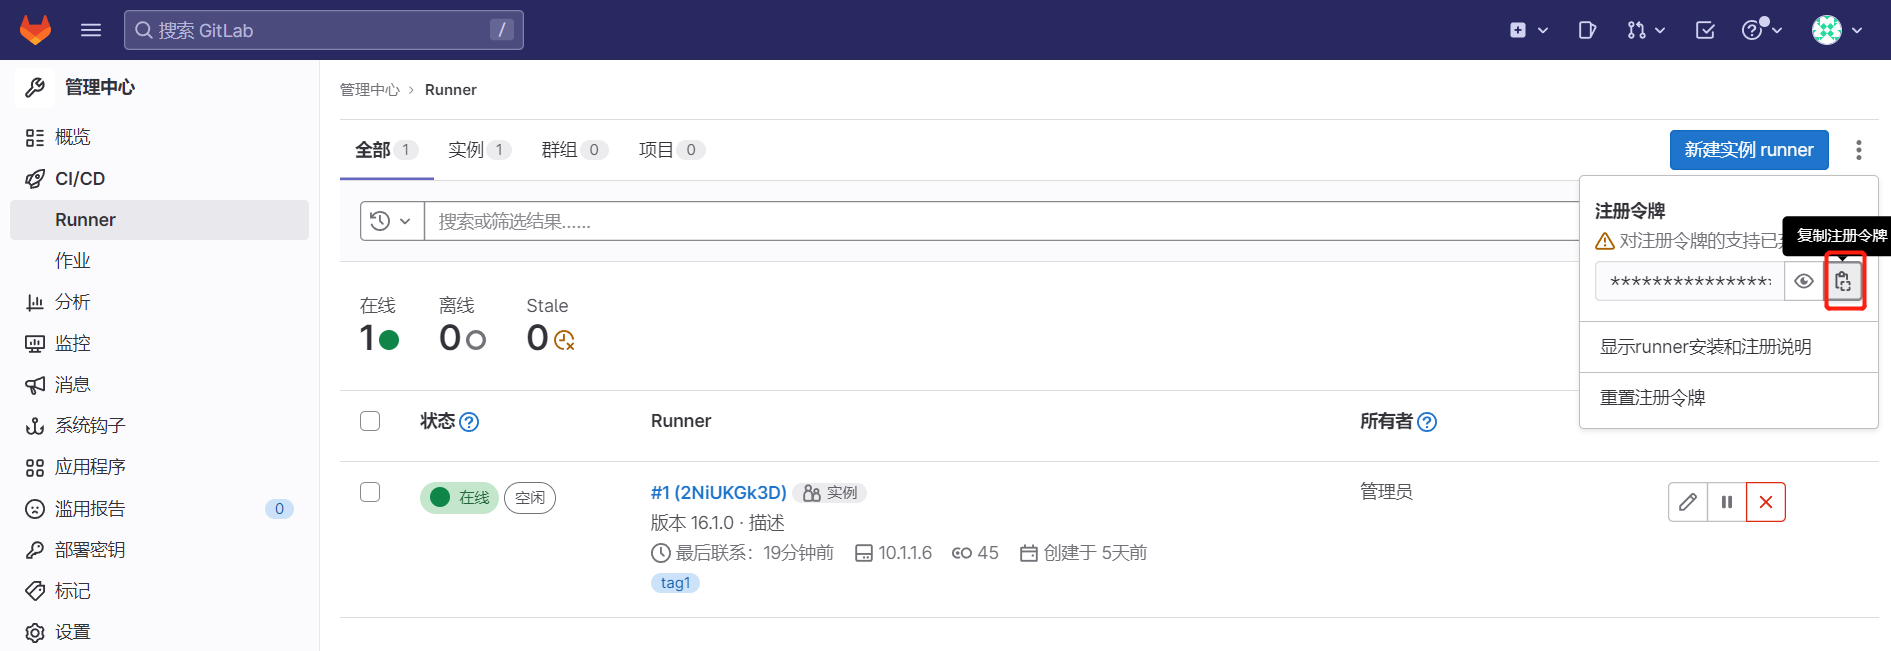 搜索 GitLab /
管理中心
概览
CI/CD
Runner
作业
分析
监控
消息
系统钩子
应用程序
滥用报告 0
部署密钥
标记
设置
管理中心 › Runner
全部 1 实例 1 群组 0 项目 0
新建实例 runner
搜索或筛选结果......
注册令牌
对注册令牌的支持已
复制注册令牌
****************
显示runner安装和注册说明
重置注册令牌
在线 离线 Stale
1 0 0
状态 Runner 所有者
在线 空闲 #1 (2NiUKGk3D) 实例 管理员
版本 16.1.0 · 描述
最后联系：19分钟前 10.1.1.6 45 创建于 5天前
tag1